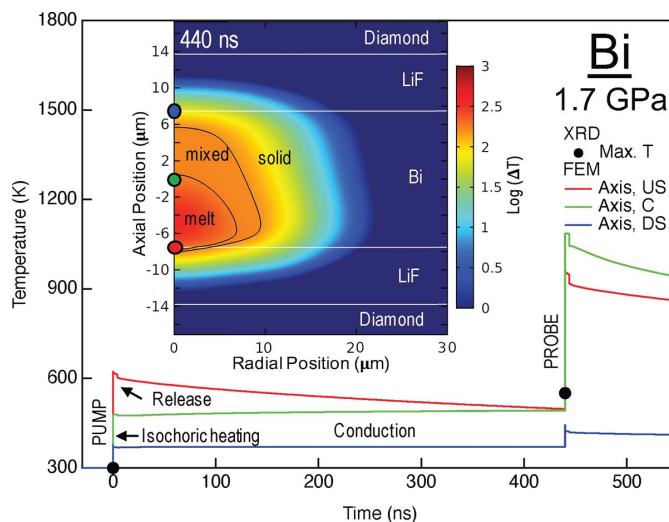 1800
1500
1200
900
600
300
Temperature (K)
0
100
200
300
400
500
Time (ns)
440 ns
Diamond
LiF
Bi
LiF
Diamond
mixed
solid
melt
14
10
6
2
-2
-6
-10
-14
Axial Position (μm)
0
10
20
30
Radial Position (μm)
3
2.5
2
1.5
1
0.5
0
Log (ΔT)
Bi
1.7 GPa
XRD
Max. T
FEM
Axis, US
Axis, C
Axis, DS
PUMP
Release
Isochoric heating
Conduction
PROBE